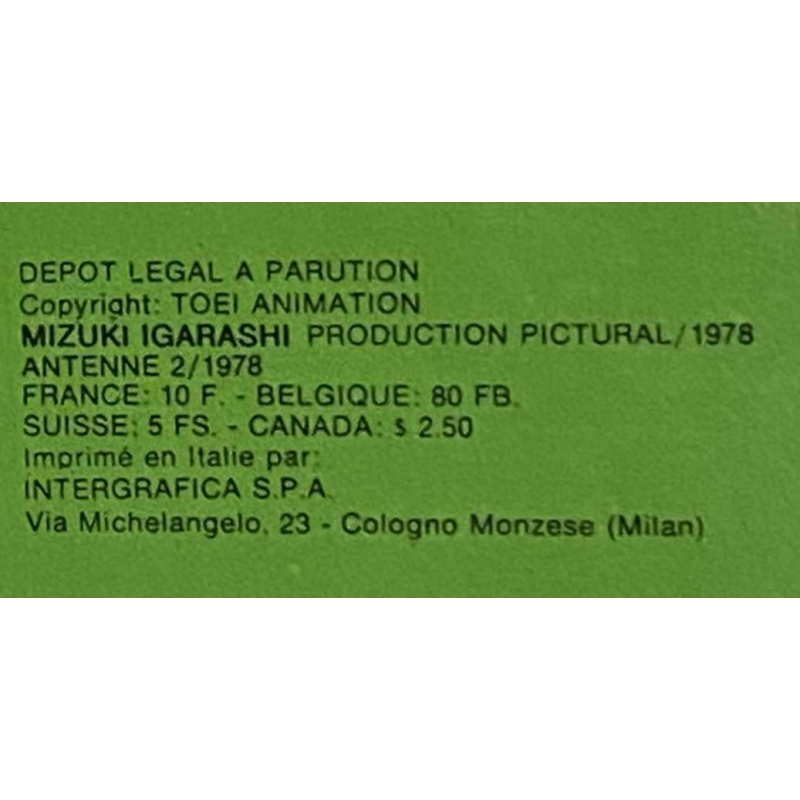 DEPOT LEGAL A PARUTION
Copyright: TOEI ANIMATION
MIZUKI IGARASHI PRODUCTION PICTURAL/1978
ANTENNE 2/1978
FRANCE: 10 F. - BELGIQUE: 80 FB.
SUISSE: 5 FS. - CANADA: $ 2.50
Imprimé en Italie par:
INTERGRAFICA S.P.A.
Via Michelangelo, 23 - Cologno Monzese (Milan)